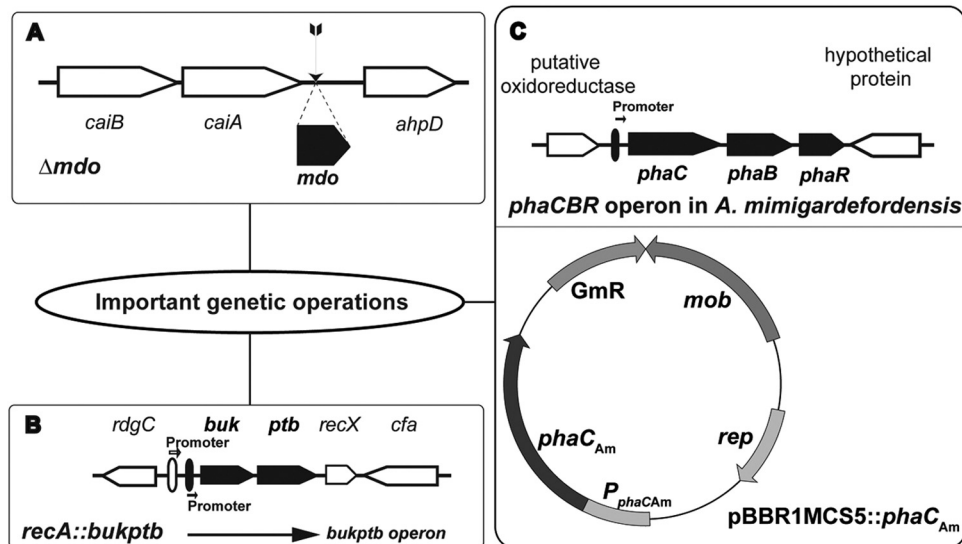 A
caiB
caiA
ahpD
Δmdo
mdo
Important genetic operations
B
rdgC
buk
ptb
recX
cfa
Promoter
Promoter
recA::bukptb
bukptb operon
C
putative
oxidoreductase
hypothetical
protein
Promoter
phaC
phaB
phaR
phaCBR operon in A. mimigardefordensis
GmR
mob
phaCAm
rep
PphaCAm
pBBR1MCS5::phaCAm